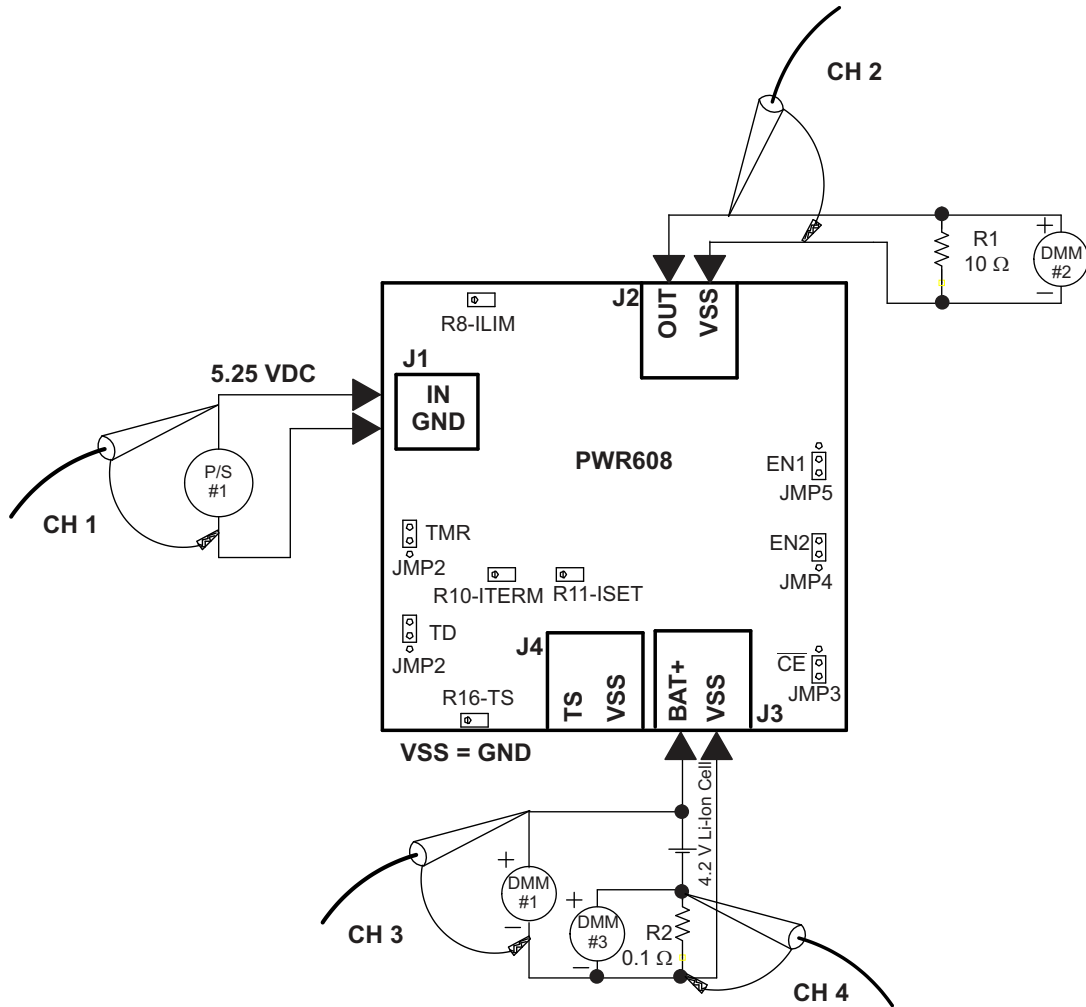 CH 2
R1
10 Ω
+
DMM
#2
−
J2
OUT
VSS
R8-ILIM
J1
5.25 VDC
IN
GND
PWR608
P/S
#1
CH 1
EN1
JMP5
TMR
JMP2
EN2
JMP4
R10-ITERM
R11-ISET
TD
JMP2
J4
CE
JMP3
R16-TS
TS
VSS
BAT+
VSS
J3
VSS = GND
4.2 V Li-Ion Cell
+
DMM
#1
−
+
DMM
#3
−
R2
0.1 Ω
CH 3
CH 4